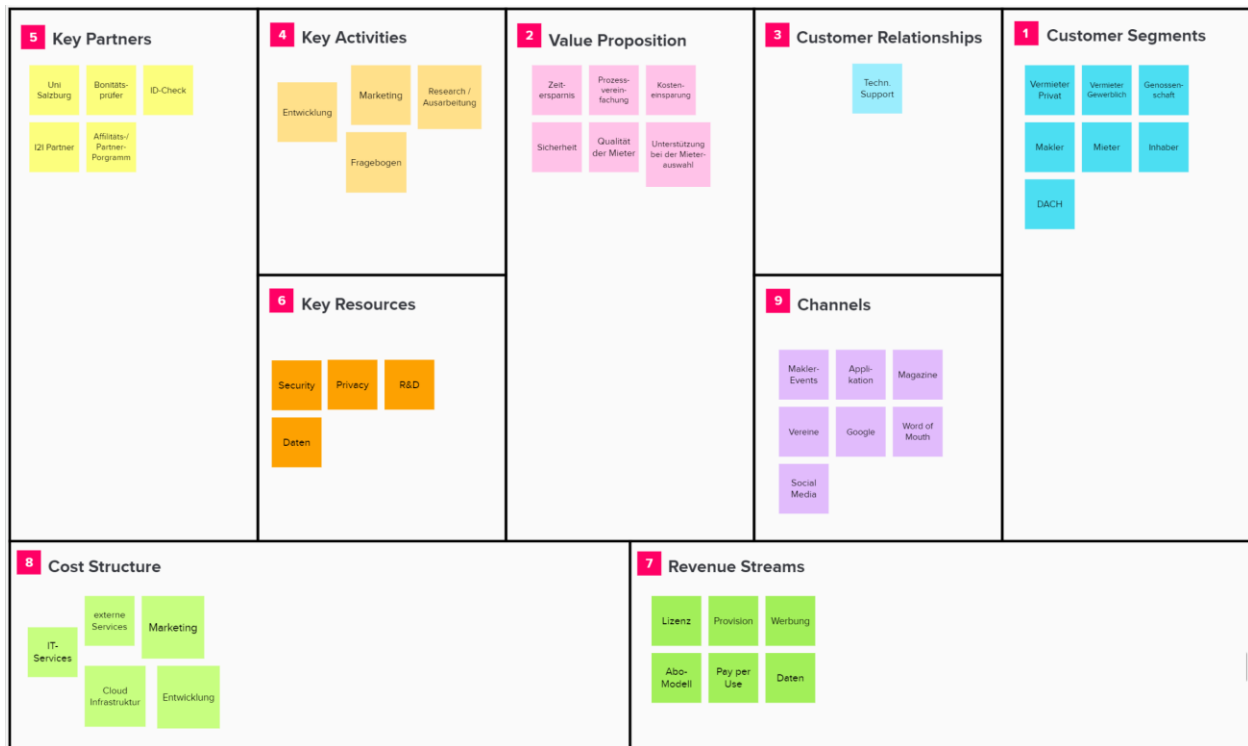 5 Key Partners
Uni
Salzburg
Bonitäts-
prüfer
ID-Check
I2I Partner
Affilitäts-/
Partner-
Porgramm
4 Key Activities
Entwicklung
Marketing
Research /
Ausarbeitung
Fragebogen
2 Value Proposition
Zeit-
ersparnis
Prozess-
verein-
fachung
Kosten-
einsparung
Sicherheit
Qualität
der Mieter
Unterstützung
bei der Mieter-
auswahl
3 Customer Relationships
Techn.
Support
1 Customer Segments
Vermieter
Privat
Vermieter
Gewerblich
Genossen-
schaft
Makler
Mieter
Inhaber
DACH
6 Key Resources
Security
Privacy
R&D
Daten
9 Channels
Makler-
Events
Appli-
kation
Magazine
Vereine
Google
Word of
Mouth
Social
Media
8 Cost Structure
IT-
Services
externe
Services
Marketing
Cloud
Infrastruktur
Entwicklung
7 Revenue Streams
Lizenz
Provision
Werbung
Abo-
Modell
Pay per
Use
Daten